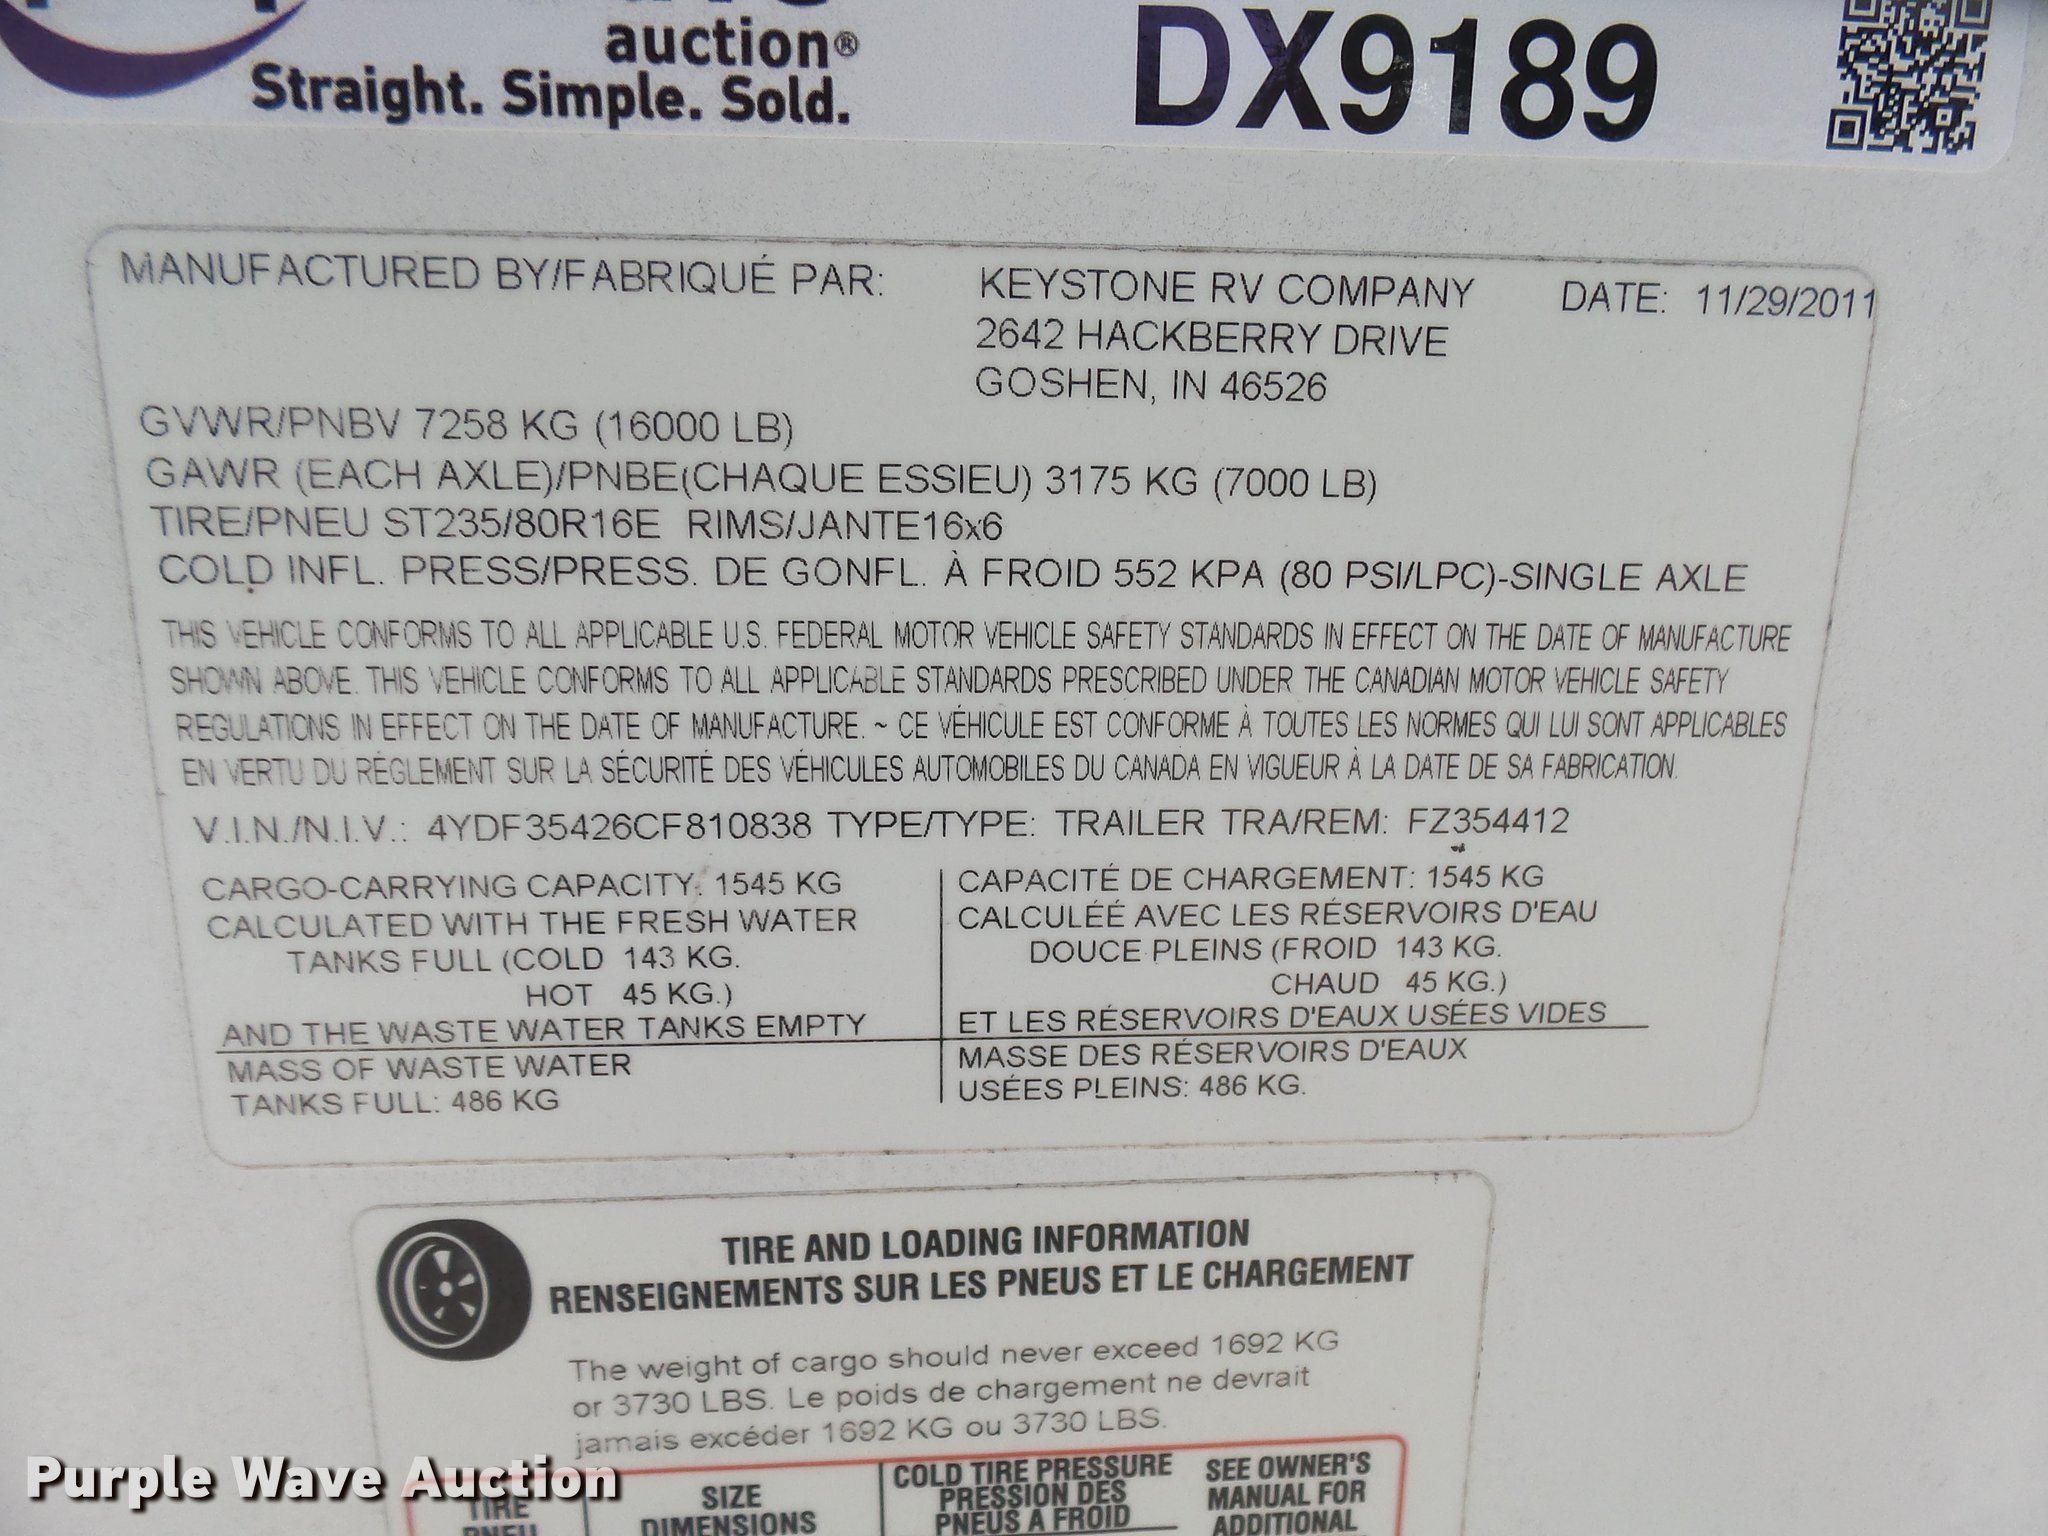 auction®
Straight. Simple. Sold.
DX9189
MANUFACTURED BY/FABRIQUÉ PAR: KEYSTONE RV COMPANY DATE: 11/29/2011
2642 HACKBERRY DRIVE
GOSHEN, IN 46526
GVWR/PNBV 7258 KG (16000 LB)
GAWR (EACH AXLE)/PNBE(CHAQUE ESSIEU) 3175 KG (7000 LB)
TIRE/PNEU ST235/80R16E RIMS/JANTE16x6
COLD INFL. PRESS/PRESS. DE GONFL. À FROID 552 KPA (80 PSI/LPC)-SINGLE AXLE
THIS VEHICLE CONFORMS TO ALL APPLICABLE U.S. FEDERAL MOTOR VEHICLE SAFETY STANDARDS IN EFFECT ON THE DATE OF MANUFACTURE
SHOWN ABOVE. THIS VEHICLE CONFORMS TO ALL APPLICABLE STANDARDS PRESCRIBED UNDER THE CANADIAN MOTOR VEHICLE SAFETY
REGULATIONS IN EFFECT ON THE DATE OF MANUFACTURE. ~ CE VÉHICULE EST CONFORME À TOUTES LES NORMES QUI LUI SONT APPLICABLES
EN VERTU DU RÈGLEMENT SUR LA SÉCURITÉ DES VÉHICULES AUTOMOBILES DU CANADA EN VIGUEUR À LA DATE DE SA FABRICATION.
V.I.N./N.I.V.: 4YDF35426CF810838 TYPE/TYPE: TRAILER TRA/REM: FZ354412
CARGO-CARRYING CAPACITY: 1545 KG
CALCULATED WITH THE FRESH WATER
TANKS FULL (COLD 143 KG.
HOT 45 KG.)
AND THE WASTE WATER TANKS EMPTY
MASS OF WASTE WATER
TANKS FULL: 486 KG
CAPACITÉ DE CHARGEMENT: 1545 KG
CALCULÉÉ AVEC LES RÉSERVOIRS D'EAU
DOUCE PLEINS (FROID 143 KG.
CHAUD 45 KG.)
ET LES RÉSERVOIRS D'EAUX USÉES VIDES
MASSE DES RÉSERVOIRS D'EAUX
USÉES PLEINS: 486 KG.
TIRE AND LOADING INFORMATION
RENSEIGNEMENTS SUR LES PNEUS ET LE CHARGEMENT
The weight of cargo should never exceed 1692 KG
or 3730 LBS. Le poids de chargement ne devrait
jamais excéder 1692 KG ou 3730 LBS.
TIRE
PNEU
SIZE
DIMENSIONS
COLD TIRE PRESSURE
PRESSION DES
PNEUS A FROID
SEE OWNER'S
MANUAL FOR
ADDITIONAL
Purple Wave Auction